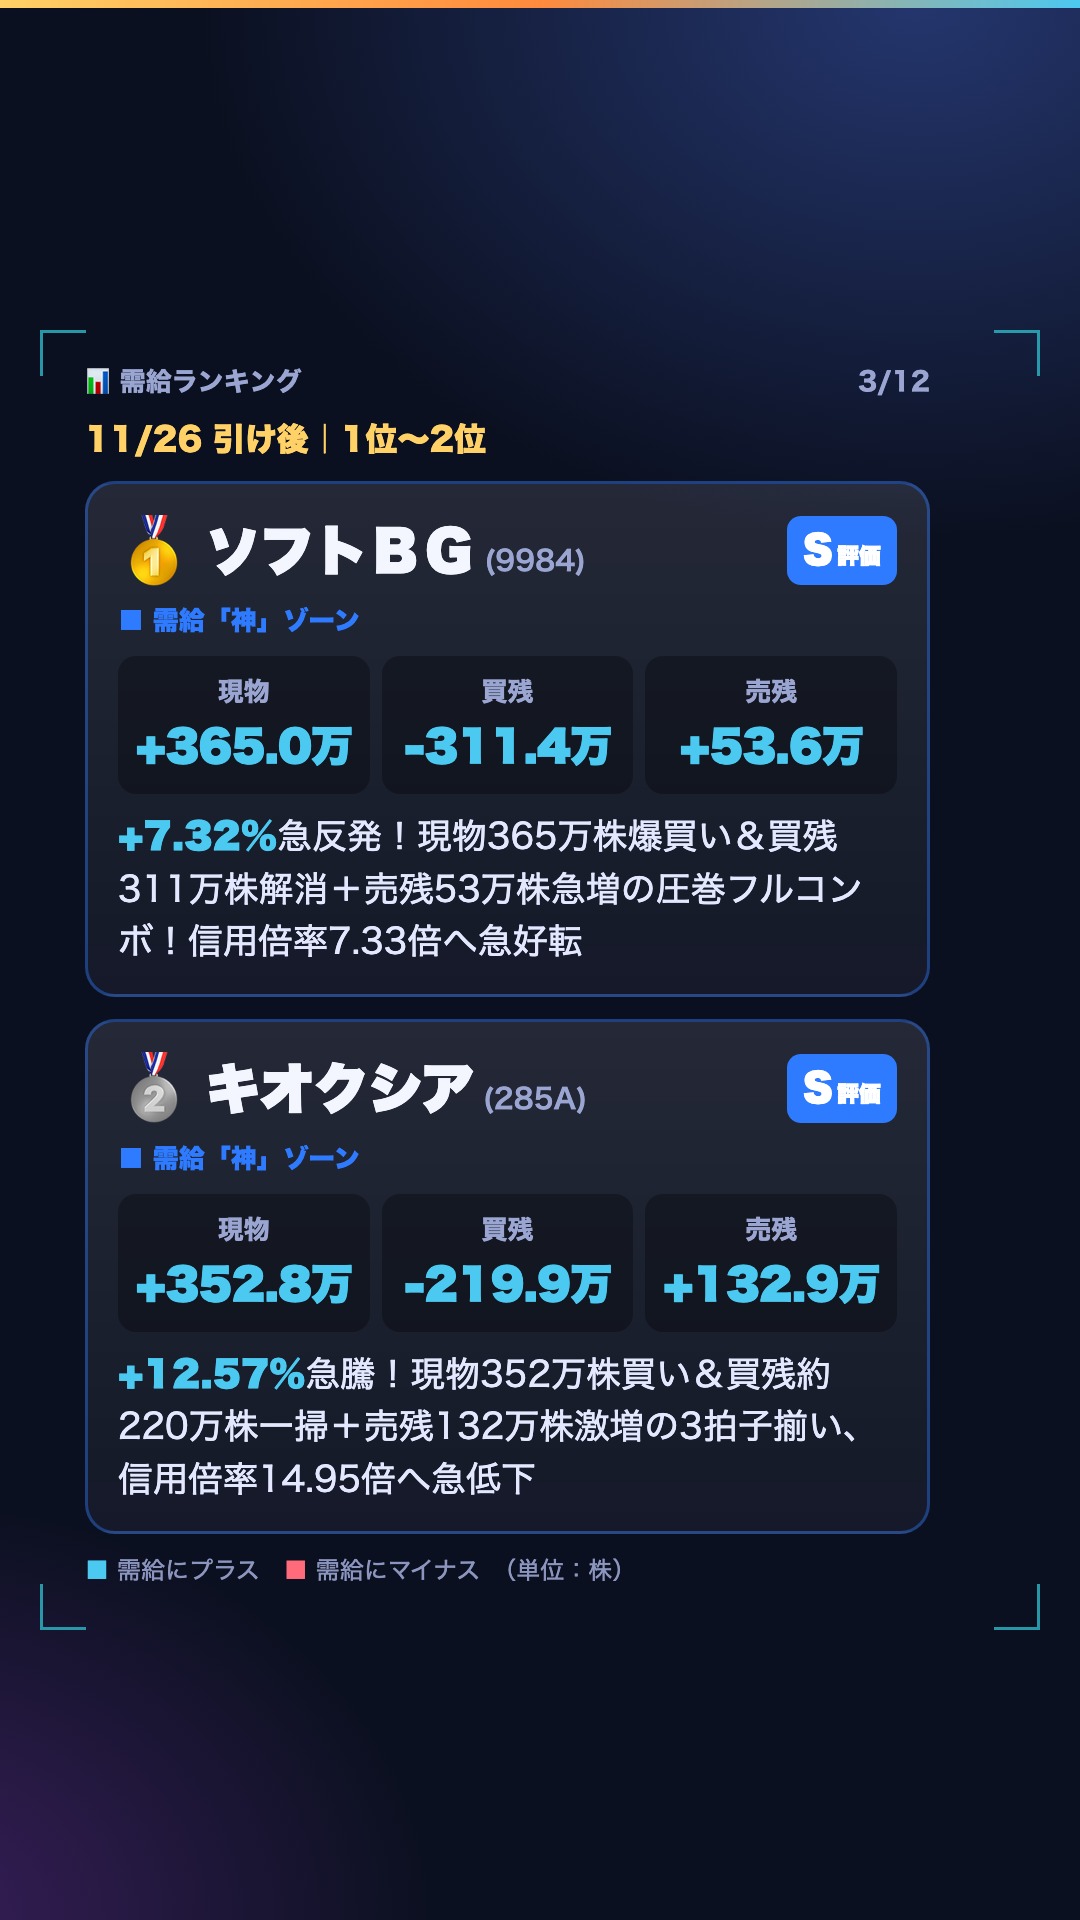 📊 需給ランキング 3/12
11/26 引け後｜1位〜2位
1 ソフトＢＧ (9984) S評価
■ 需給「神」ゾーン
現物 買残 売残
+365.0万 -311.4万 +53.6万
+7.32%急反発！現物365万株爆買い＆買残
311万株解消＋売残53万株急増の圧巻フルコン
ボ！信用倍率7.33倍へ急好転
2 キオクシア (285A) S評価
■ 需給「神」ゾーン
現物 買残 売残
+352.8万 -219.9万 +132.9万
+12.57%急騰！現物352万株買い＆買残約
220万株一掃＋売残132万株激増の3拍子揃い、
信用倍率14.95倍へ急低下
■ 需給にプラス ■ 需給にマイナス （単位：株）